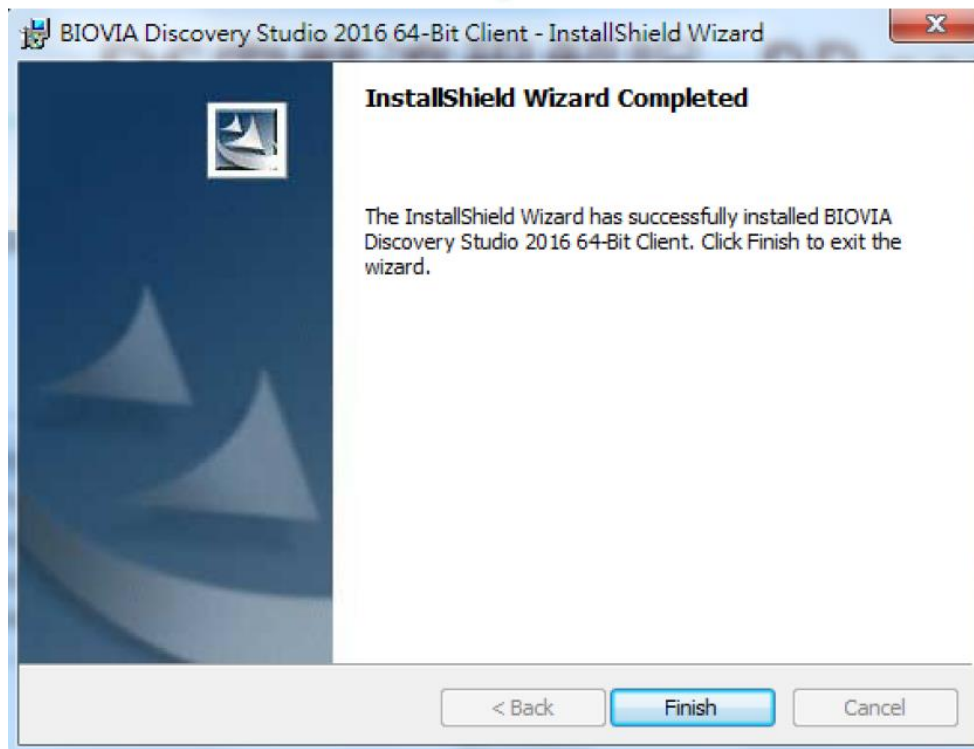 BIOVIA Discovery Studio 2016 64-Bit Client - InstallShield Wizard
X
InstallShield Wizard Completed
The InstallShield Wizard has successfully installed BIOVIA
Discovery Studio 2016 64-Bit Client. Click Finish to exit the
wizard.
< Back Finish Cancel